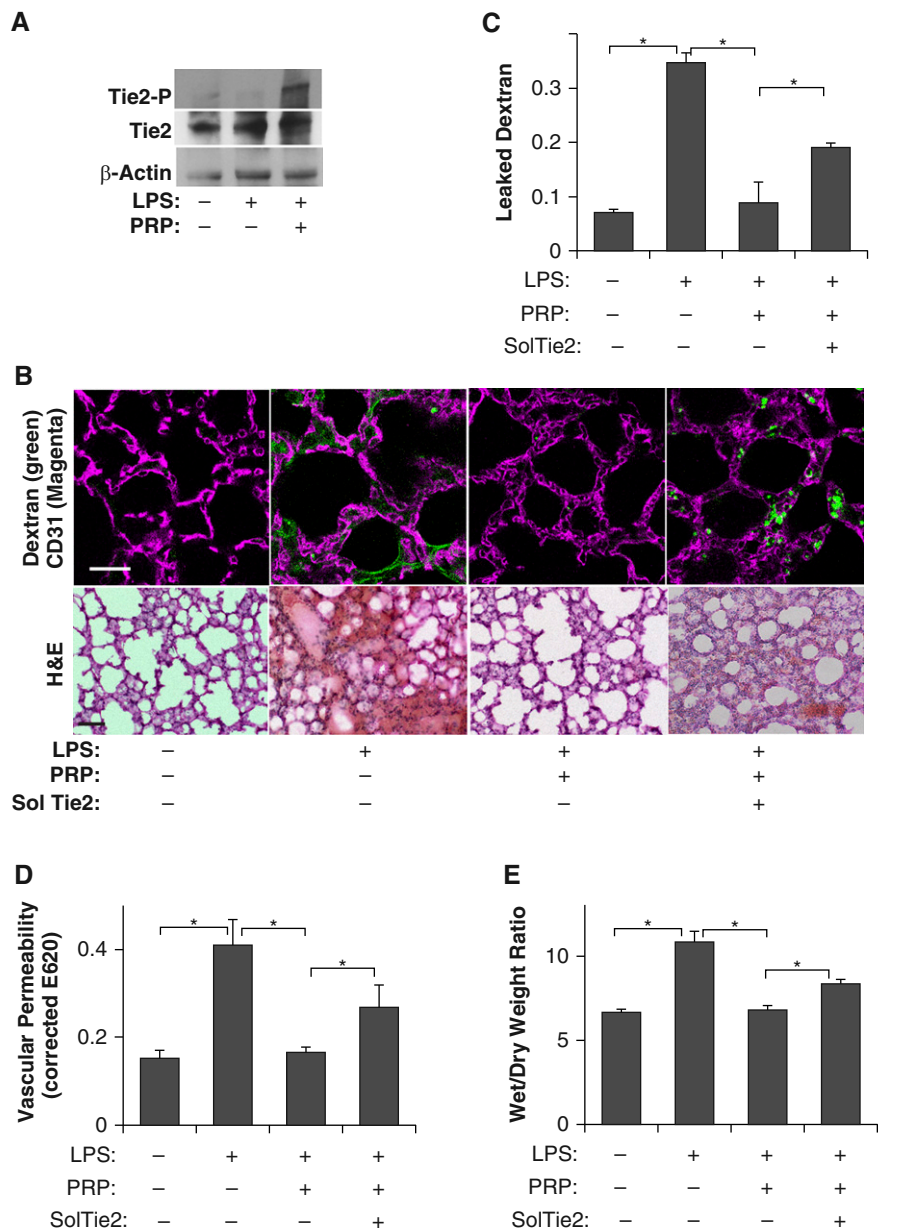 A
Tie2-P
Tie2
β-Actin
LPS: – + +
PRP: – – +
C
Leaked Dextran
0.3
0.2
0.1
0
* * *
LPS: – + + +
PRP: – – + +
SolTie2: – – – +
B
Dextran (green)
CD31 (Magenta)
H&E
LPS: – + + +
PRP: – – + +
Sol Tie2: – – – +
D
Vascular Permeability
(corrected E620)
0.4
0.2
0
* * *
LPS: – + + +
PRP: – – + +
SolTie2: – – – +
E
Wet/Dry Weight Ratio
10
5
0
* * *
LPS: – + + +
PRP: – – + +
SolTie2: – – – +